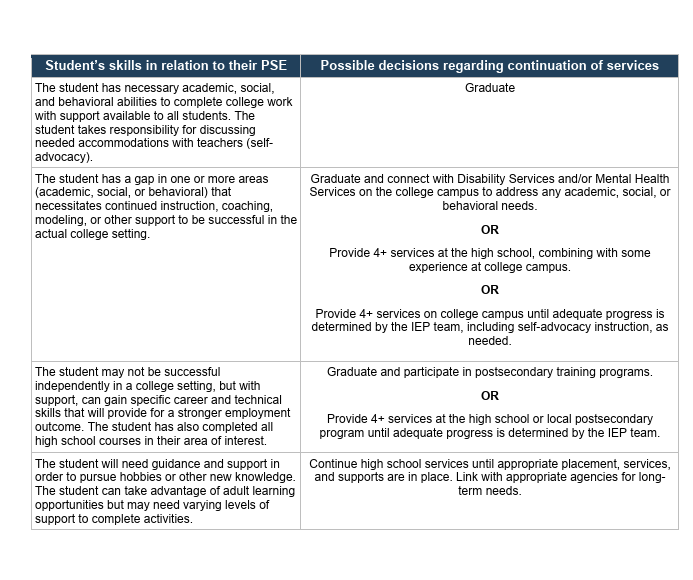 Student's skills in relation to their PSE
Possible decisions regarding continuation of services
The student has necessary academic, social,
and behavioral abilities to complete college work
with support available to all students. The
student takes responsibility for discussing
needed accommodations with teachers (self-
advocacy).
Graduate
The student has a gap in one or more areas
(academic, social, or behavioral) that
necessitates continued instruction, coaching,
modeling, or other support to be successful in the
actual college setting.
Graduate and connect with Disability Services and/or Mental Health
Services on the college campus to address any academic, social, or
behavioral needs.
OR
Provide 4+ services at the high school, combining with some
experience at college campus.
OR
Provide 4+ services on college campus until adequate progress is
determined by the IEP team, including self-advocacy instruction, as
needed.
The student may not be successful
independently in a college setting, but with
support, can gain specific career and technical
skills that will provide for a stronger employment
outcome. The student has also completed all
high school courses in their area of interest.
Graduate and participate in postsecondary training programs.
OR
Provide 4+ services at the high school or local postsecondary
program until adequate progress is determined by the IEP team.
The student will need guidance and support in
order to pursue hobbies or other new knowledge.
The student can take advantage of adult learning
opportunities but may need varying levels of
support to complete activities.
Continue high school services until appropriate placement, services,
and supports are in place. Link with appropriate agencies for long-
term needs.